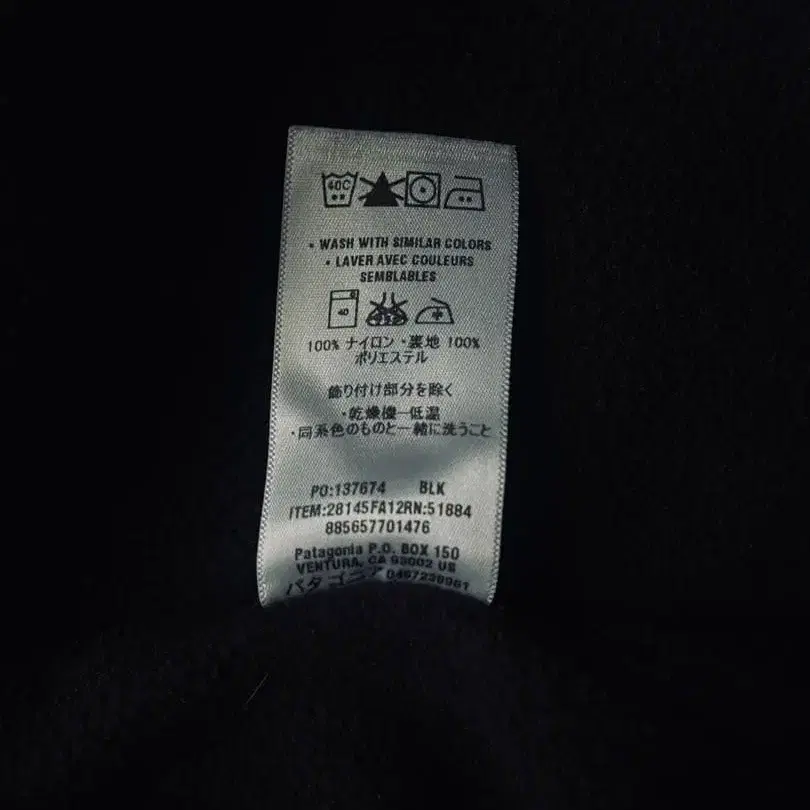 40C
• WASH WITH SIMILAR COLORS
• LAVER AVEC COULEURS
SEMBLABLES
40
100% ナイロン・裏地 100%
ポリエステル
飾り付け部分を除く
・乾燥機ー低温
・同系色のものと一緒に洗うこと
PO:137674 BLK
ITEM:28145FA12RN:51884
885657701476
Patagonia P.O. BOX 150
VENTURA, CA 93002 US
パタゴニア